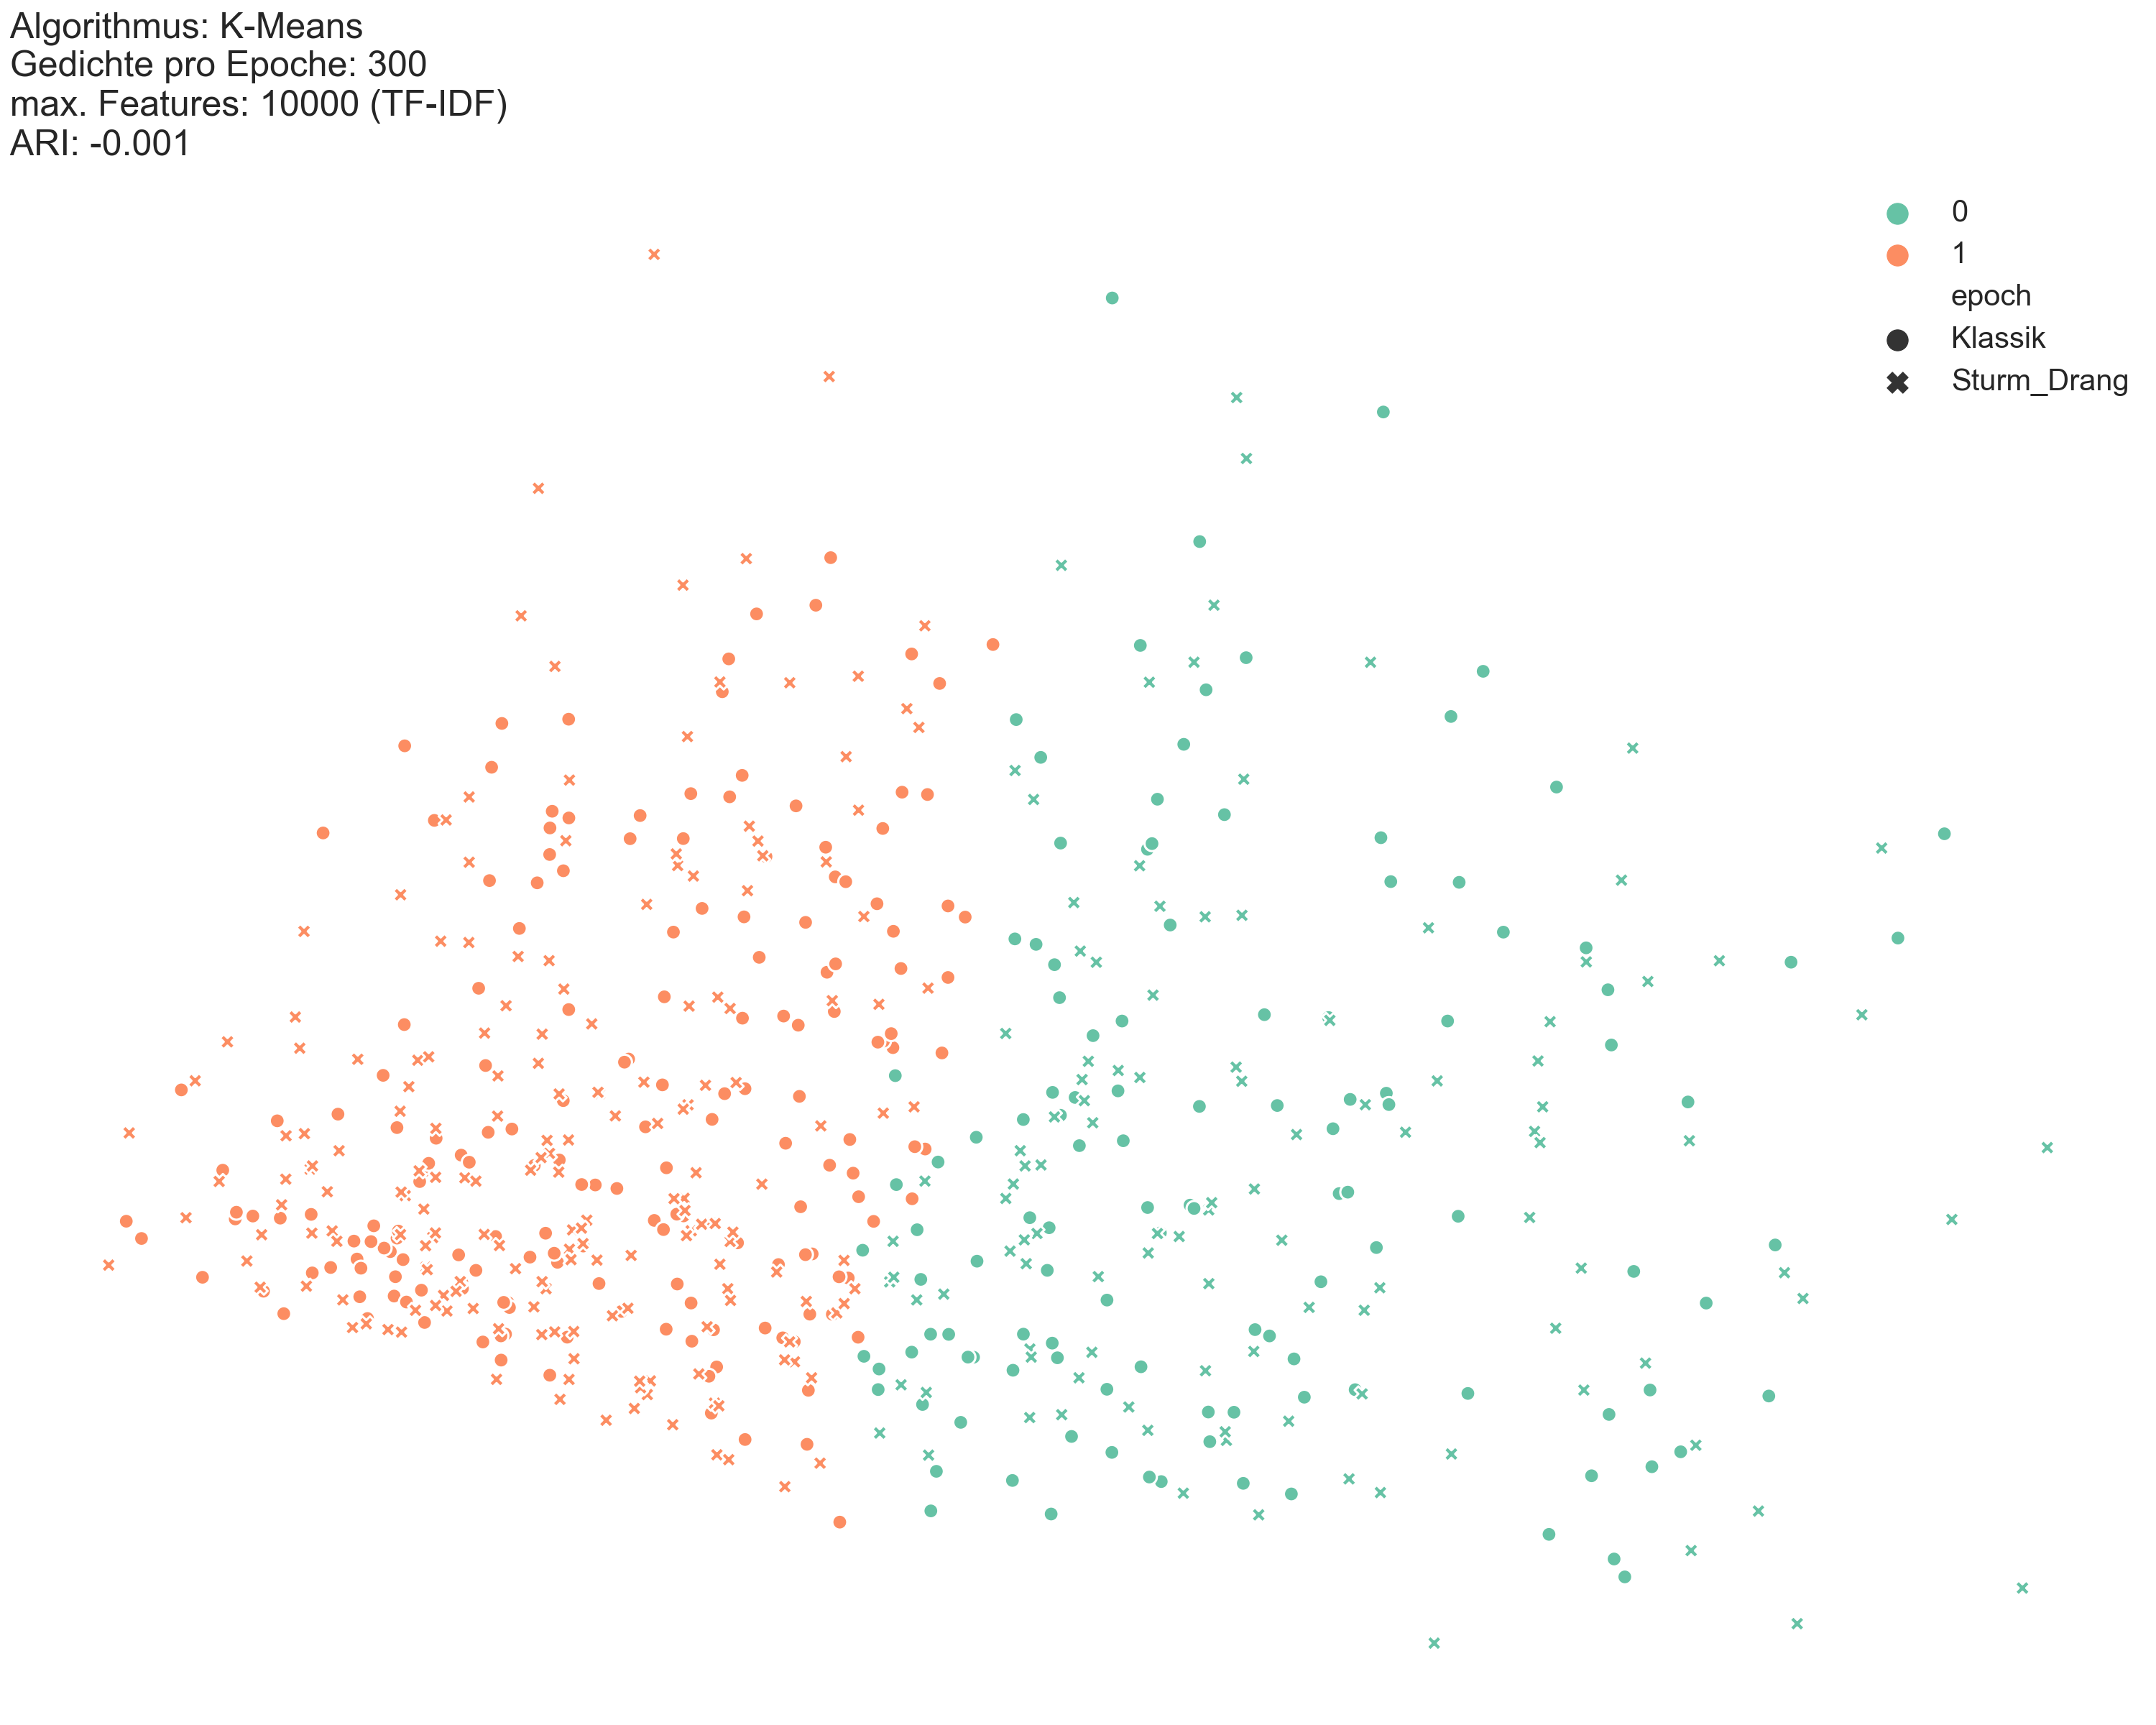 Algorithmus: K-Means
Gedichte pro Epoche: 300
max. Features: 10000 (TF-IDF)
ARI: -0.001
0
1
epoch
Klassik
Sturm_Drang